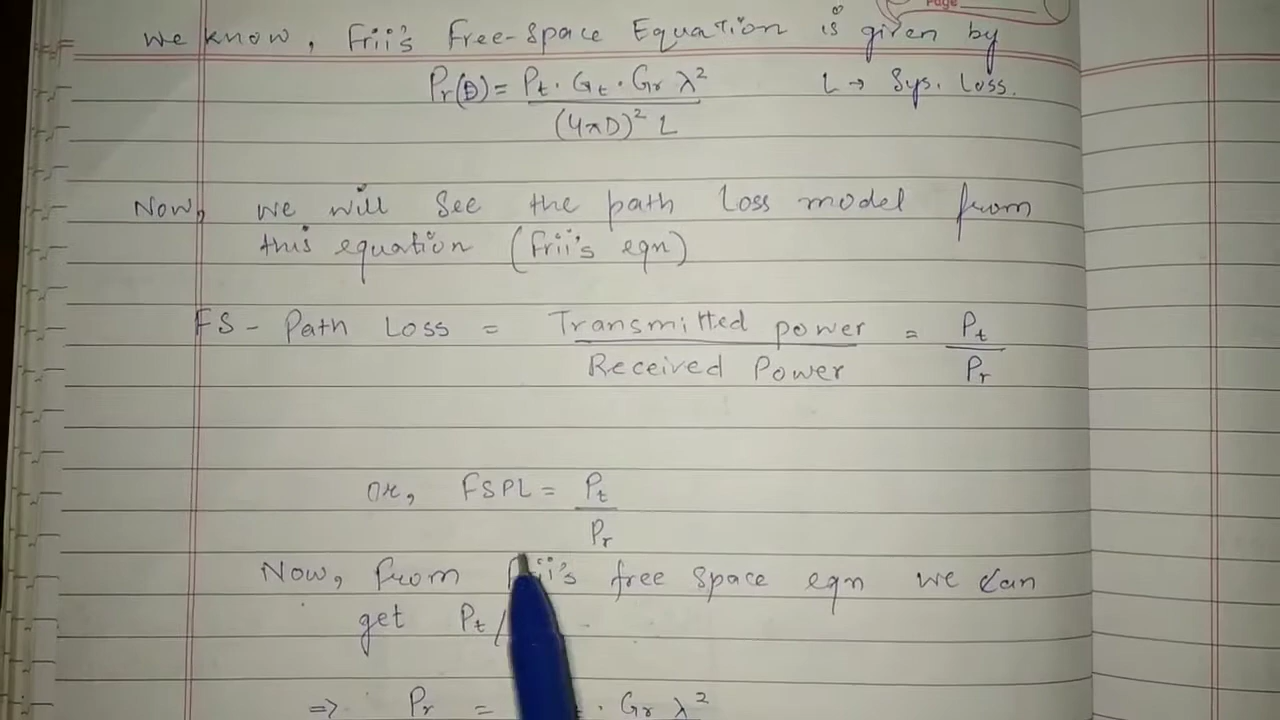 Page
we know, Frii's Free-Space Equation is given by
Pr(D) = Pt. Gt. Gr λ² / (4πD)² L    L → Sys. Loss.
Now, we will see the path loss model from
this equation (Frii's eqn)
FS - Path Loss = Transmitted power / Received Power = Pt / Pr
or, FSPL = Pt / Pr
Now, from Frii's free space eqn we can
get Pt /
⇒ Pr = . Gr λ²